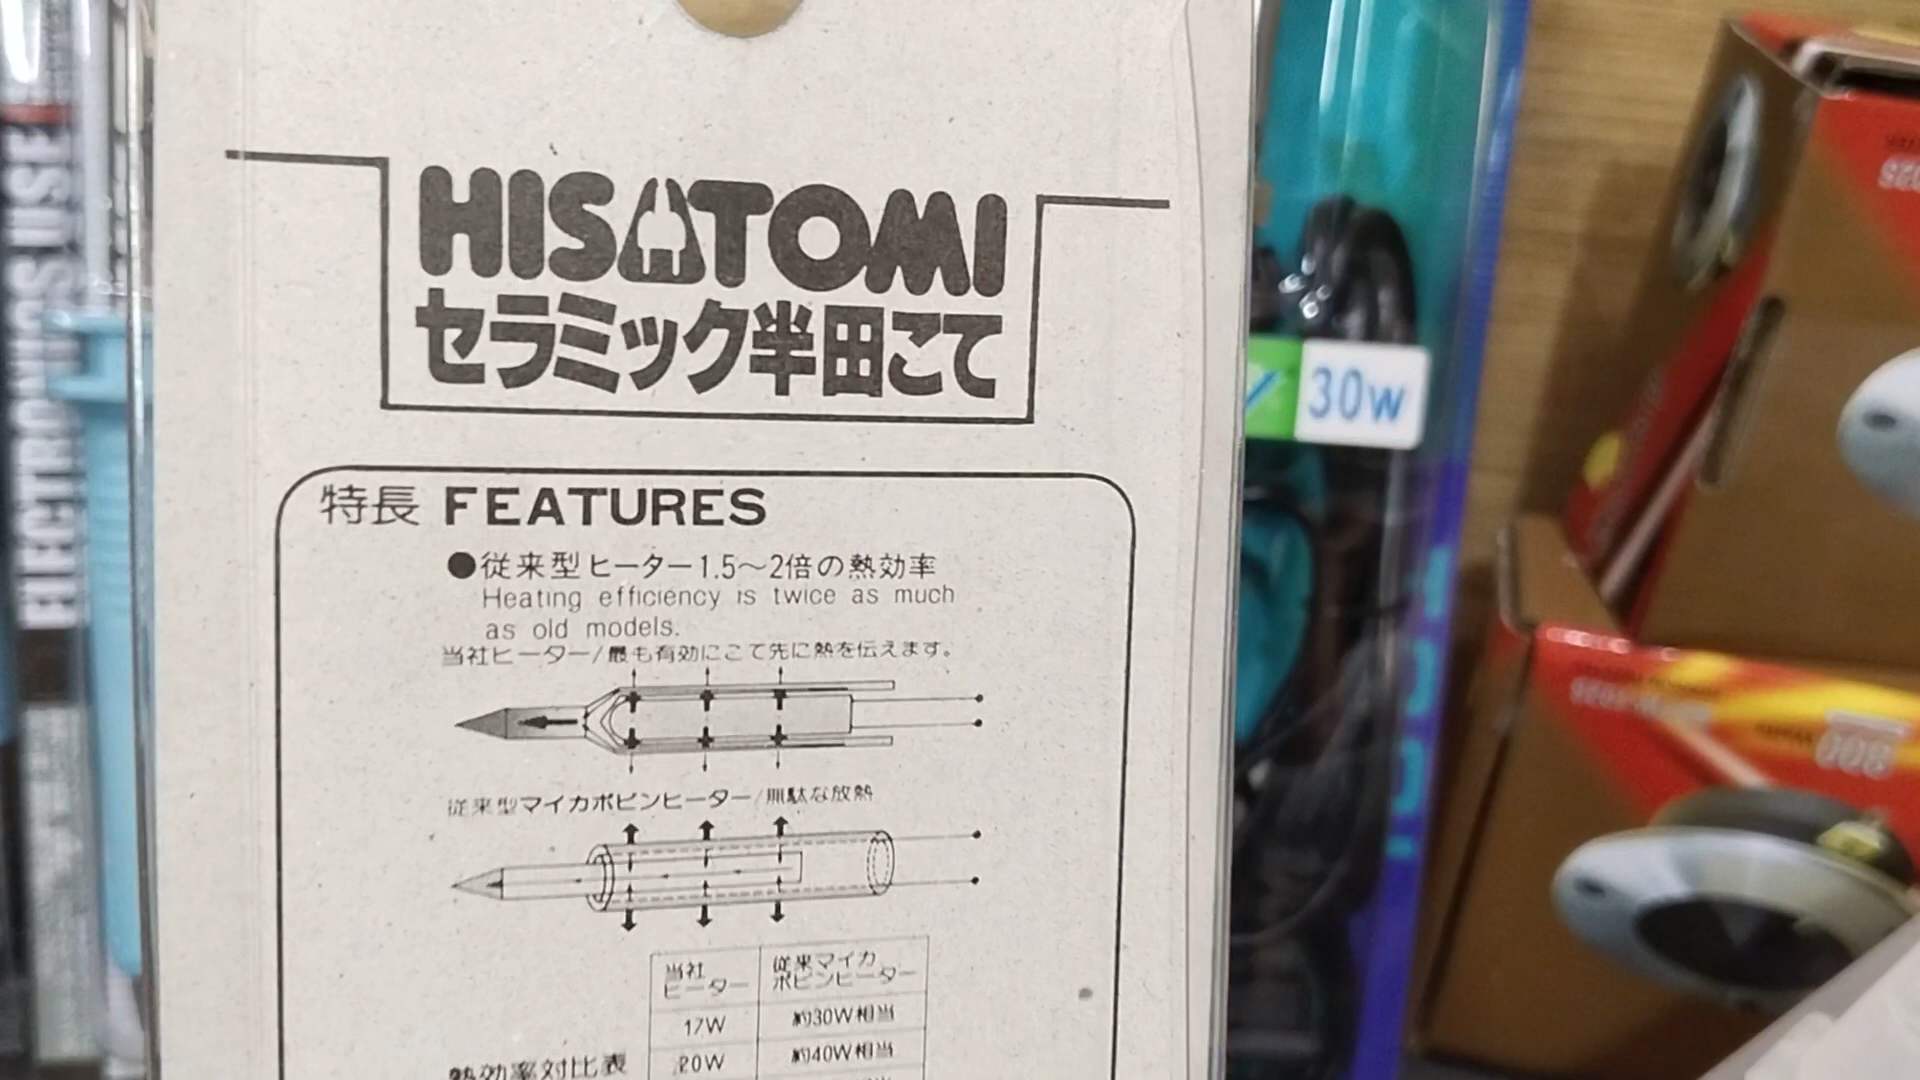 HISATOMI
セラミック半田こて
特長 FEATURES
●従来型ヒーター1.5〜2倍の熱効率
Heating efficiency is twice as much
as old models.
当社ヒーター/最も有効にこて先に熱を伝えます。
従来型マイカボビンヒーター/無駄な放熱
当社
ヒーター
従来マイカ
ボビンヒーター
17W
約30W相当
熱効率対比表
20W
約40W相当
30W
ELECTRONICS USE